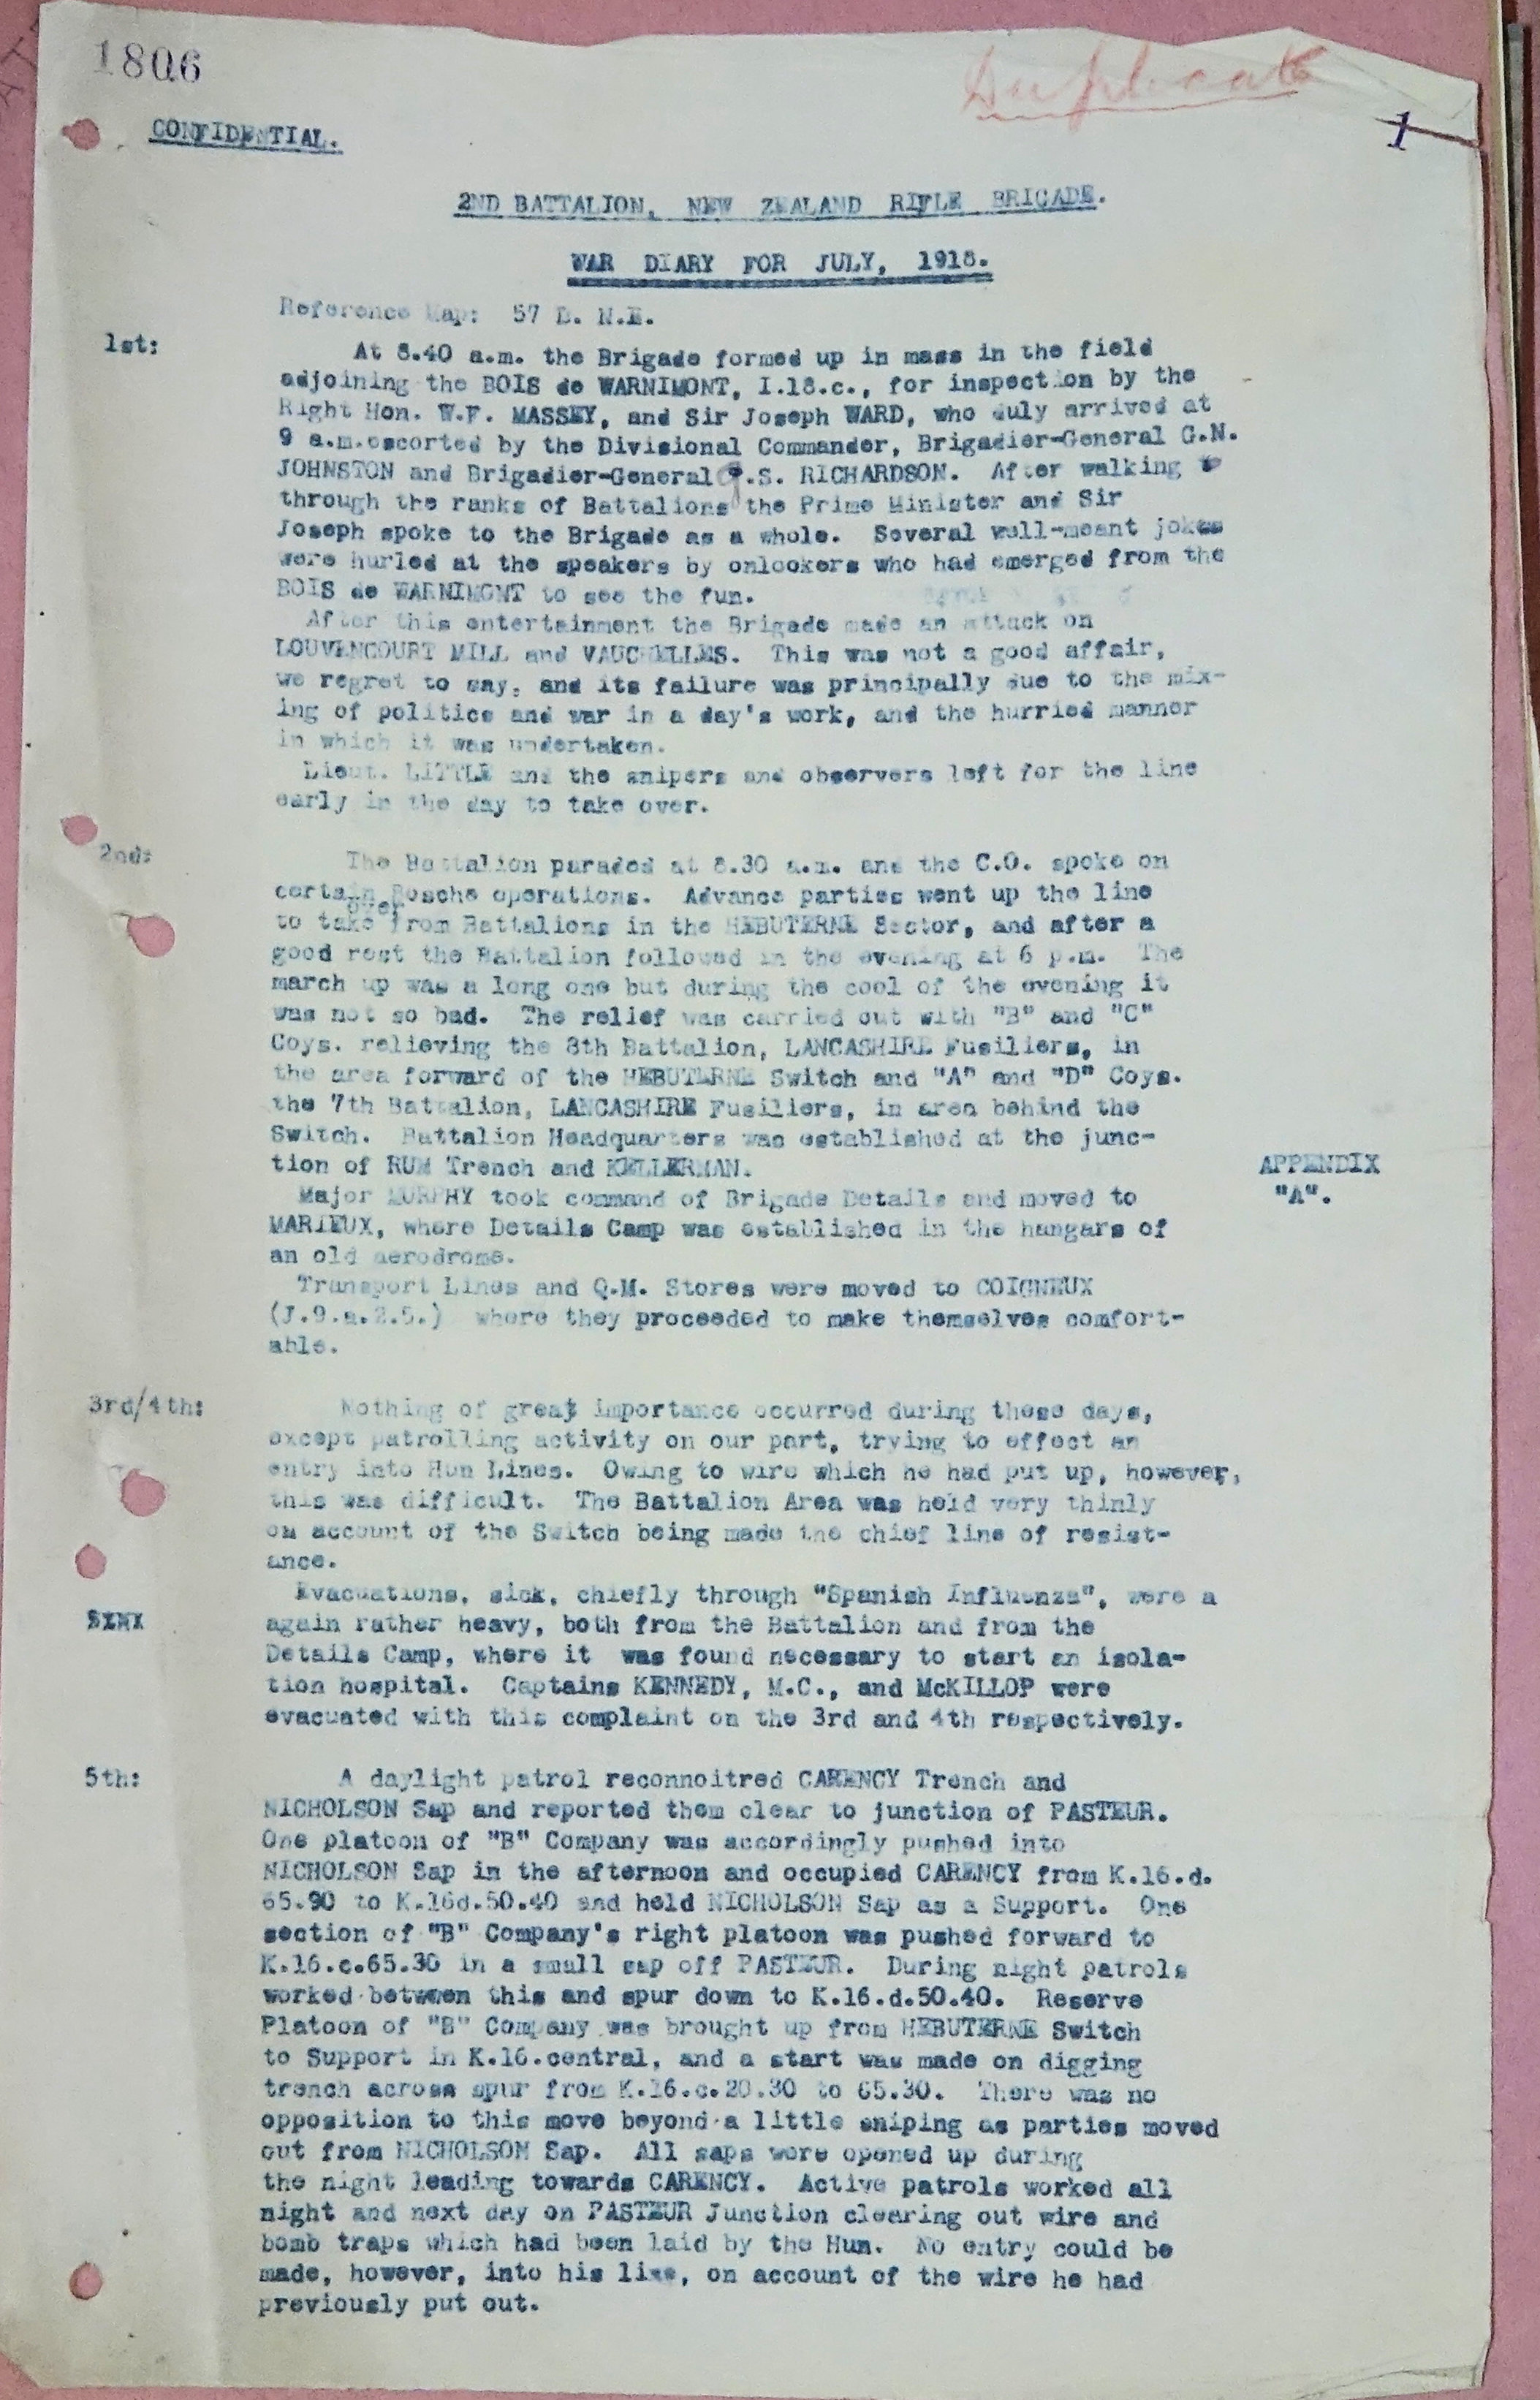 1806
Duplicate
1
CONFIDENTIAL.
2ND BATTALION, NEW ZEALAND RIFLE BRIGADE.
WAR DIARY FOR JULY, 1918.
Reference Map: 57 D. N.E.
1st:
At 8.40 a.m. the Brigade formed up in mass in the field
adjoining the BOIS de WARNIMONT, I.18.c., for inspection by the
Right Hon. W.F. MASSEY, and Sir Joseph WARD, who duly arrived at
9 a.m.escorted by the Divisional Commander, Brigadier-General G.N.
JOHNSTON and Brigadier-General G.S. RICHARDSON. After walking
through the ranks of Battalions the Prime Minister and Sir
Joseph spoke to the Brigade as a whole. Several well-meant jokes
were hurled at the speakers by onlookers who had emerged from the
BOIS de WARNIMONT to see the fun.
After this entertainment the Brigade made an attack on
LOUVENCOURT MILL and VAUCHELLES. This was not a good affair,
we regret to say, and its failure was principally due to the mix-
ing of politics and war in a day's work, and the hurried manner
in which it was undertaken.
Lieut. LITTLE and the snipers and observers left for the line
early in the day to take over.
2nd:
The Battalion paraded at 8.30 a.m. and the C.O. spoke on
certain Bosche operations. Advance parties went up the line
to take over from Battalions in the HEBUTERNE Sector, and after a
good rest the Battalion followed in the evening at 6 p.m. The
march up was a long one but during the cool of the evening it
was not so bad. The relief was carried out with "B" and "C"
Coys. relieving the 8th Battalion, LANCASHIRE Fusiliers, in
the area forward of the HEBUTERNE Switch and "A" and "D" Coys.
the 7th Battalion, LANCASHIRE Fusiliers, in area behind the
Switch. Battalion Headquarters was established at the junc-
tion of RUM Trench and KELLERMAN.
APPENDIX
"A".
Major MURPHY took command of Brigade Details and moved to
MARIEUX, where Details Camp was established in the hangars of
an old aerodrome.
Transport Lines and Q.M. Stores were moved to COIGNEUX
(J.9.a.2.5.) where they proceeded to make themselves comfort-
able.
3rd/4th:
Nothing of great importance occurred during these days,
except patrolling activity on our part, trying to effect an
entry into Hun Lines. Owing to wire which he had put up, however,
this was difficult. The Battalion Area was held very thinly
on account of the Switch being made the chief line of resist-
ance.
Evacuations, sick, chiefly through "Spanish Influenza", were a
again rather heavy, both from the Battalion and from the
Details Camp, where it was found necessary to start an isola-
tion hospital. Captains KENNEDY, M.C., and McKILLOP were
evacuated with this complaint on the 3rd and 4th respectively.
5th:
A daylight patrol reconnoitred CARENCY Trench and
NICHOLSON Sap and reported them clear to junction of PASTEUR.
One platoon of "B" Company was accordingly pushed into
NICHOLSON Sap in the afternoon and occupied CARENCY from K.16.d.
65.90 to K.16d.50.40 and held NICHOLSON Sap as a Support. One
section of "B" Company's right platoon was pushed forward to
K.16.c.65.30 in a small sap off PASTEUR. During night patrols
worked between this and spur down to K.16.d.50.40. Reserve
Platoon of "B" Company was brought up from HEBUTERNE Switch
to Support in K.16.central, and a start was made on digging
trench across spur from K.16.c.20.30 to 65.30. There was no
opposition to this move beyond a little sniping as parties moved
out from NICHOLSON Sap. All saps were opened up during
the night leading towards CARENCY. Active patrols worked all
night and next day on PASTEUR Junction clearing out wire and
bomb traps which had been laid by the Hun. No entry could be
made, however, into his line, on account of the wire he had
previously put out.